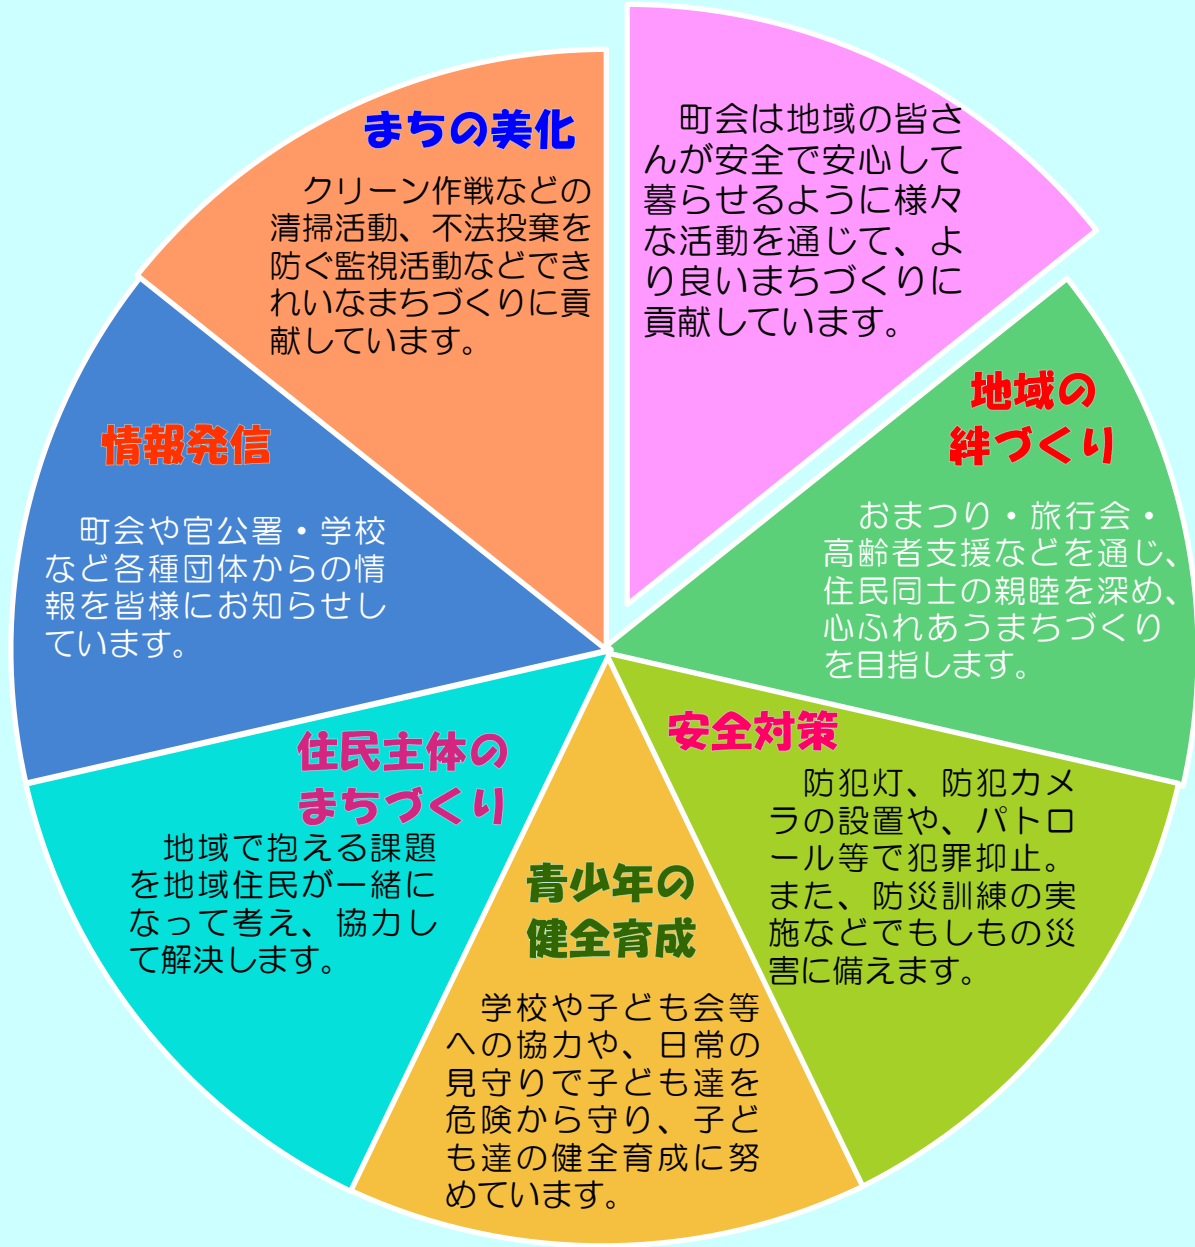 町会は地域の皆さ
んが安全で安心して
暮らせるように様々
な活動を通じて、よ
り良いまちづくりに
貢献しています。
地域の
絆づくり
おまつり・旅行会・
高齢者支援などを通じ、
住民同士の親睦を深め、
心ふれあうまちづくり
を目指します。
安全対策
防犯灯、防犯カメ
ラの設置や、パトロ
ール等で犯罪抑止。
また、防災訓練の実
施などでもしもの災
害に備えます。
青少年の
健全育成
学校や子ども会等
への協力や、日常の
見守りで子ども達を
危険から守り、子ど
も達の健全育成に努
めています。
住民主体の
まちづくり
地域で抱える課題
を地域住民が一緒に
なって考え、協力し
て解決します。
情報発信
町会や官公署・学校
など各種団体からの情
報を皆様にお知らせし
ています。
まちの美化
クリーン作戦などの
清掃活動、不法投棄を
防ぐ監視活動などでき
れいなまちづくりに貢
献しています。